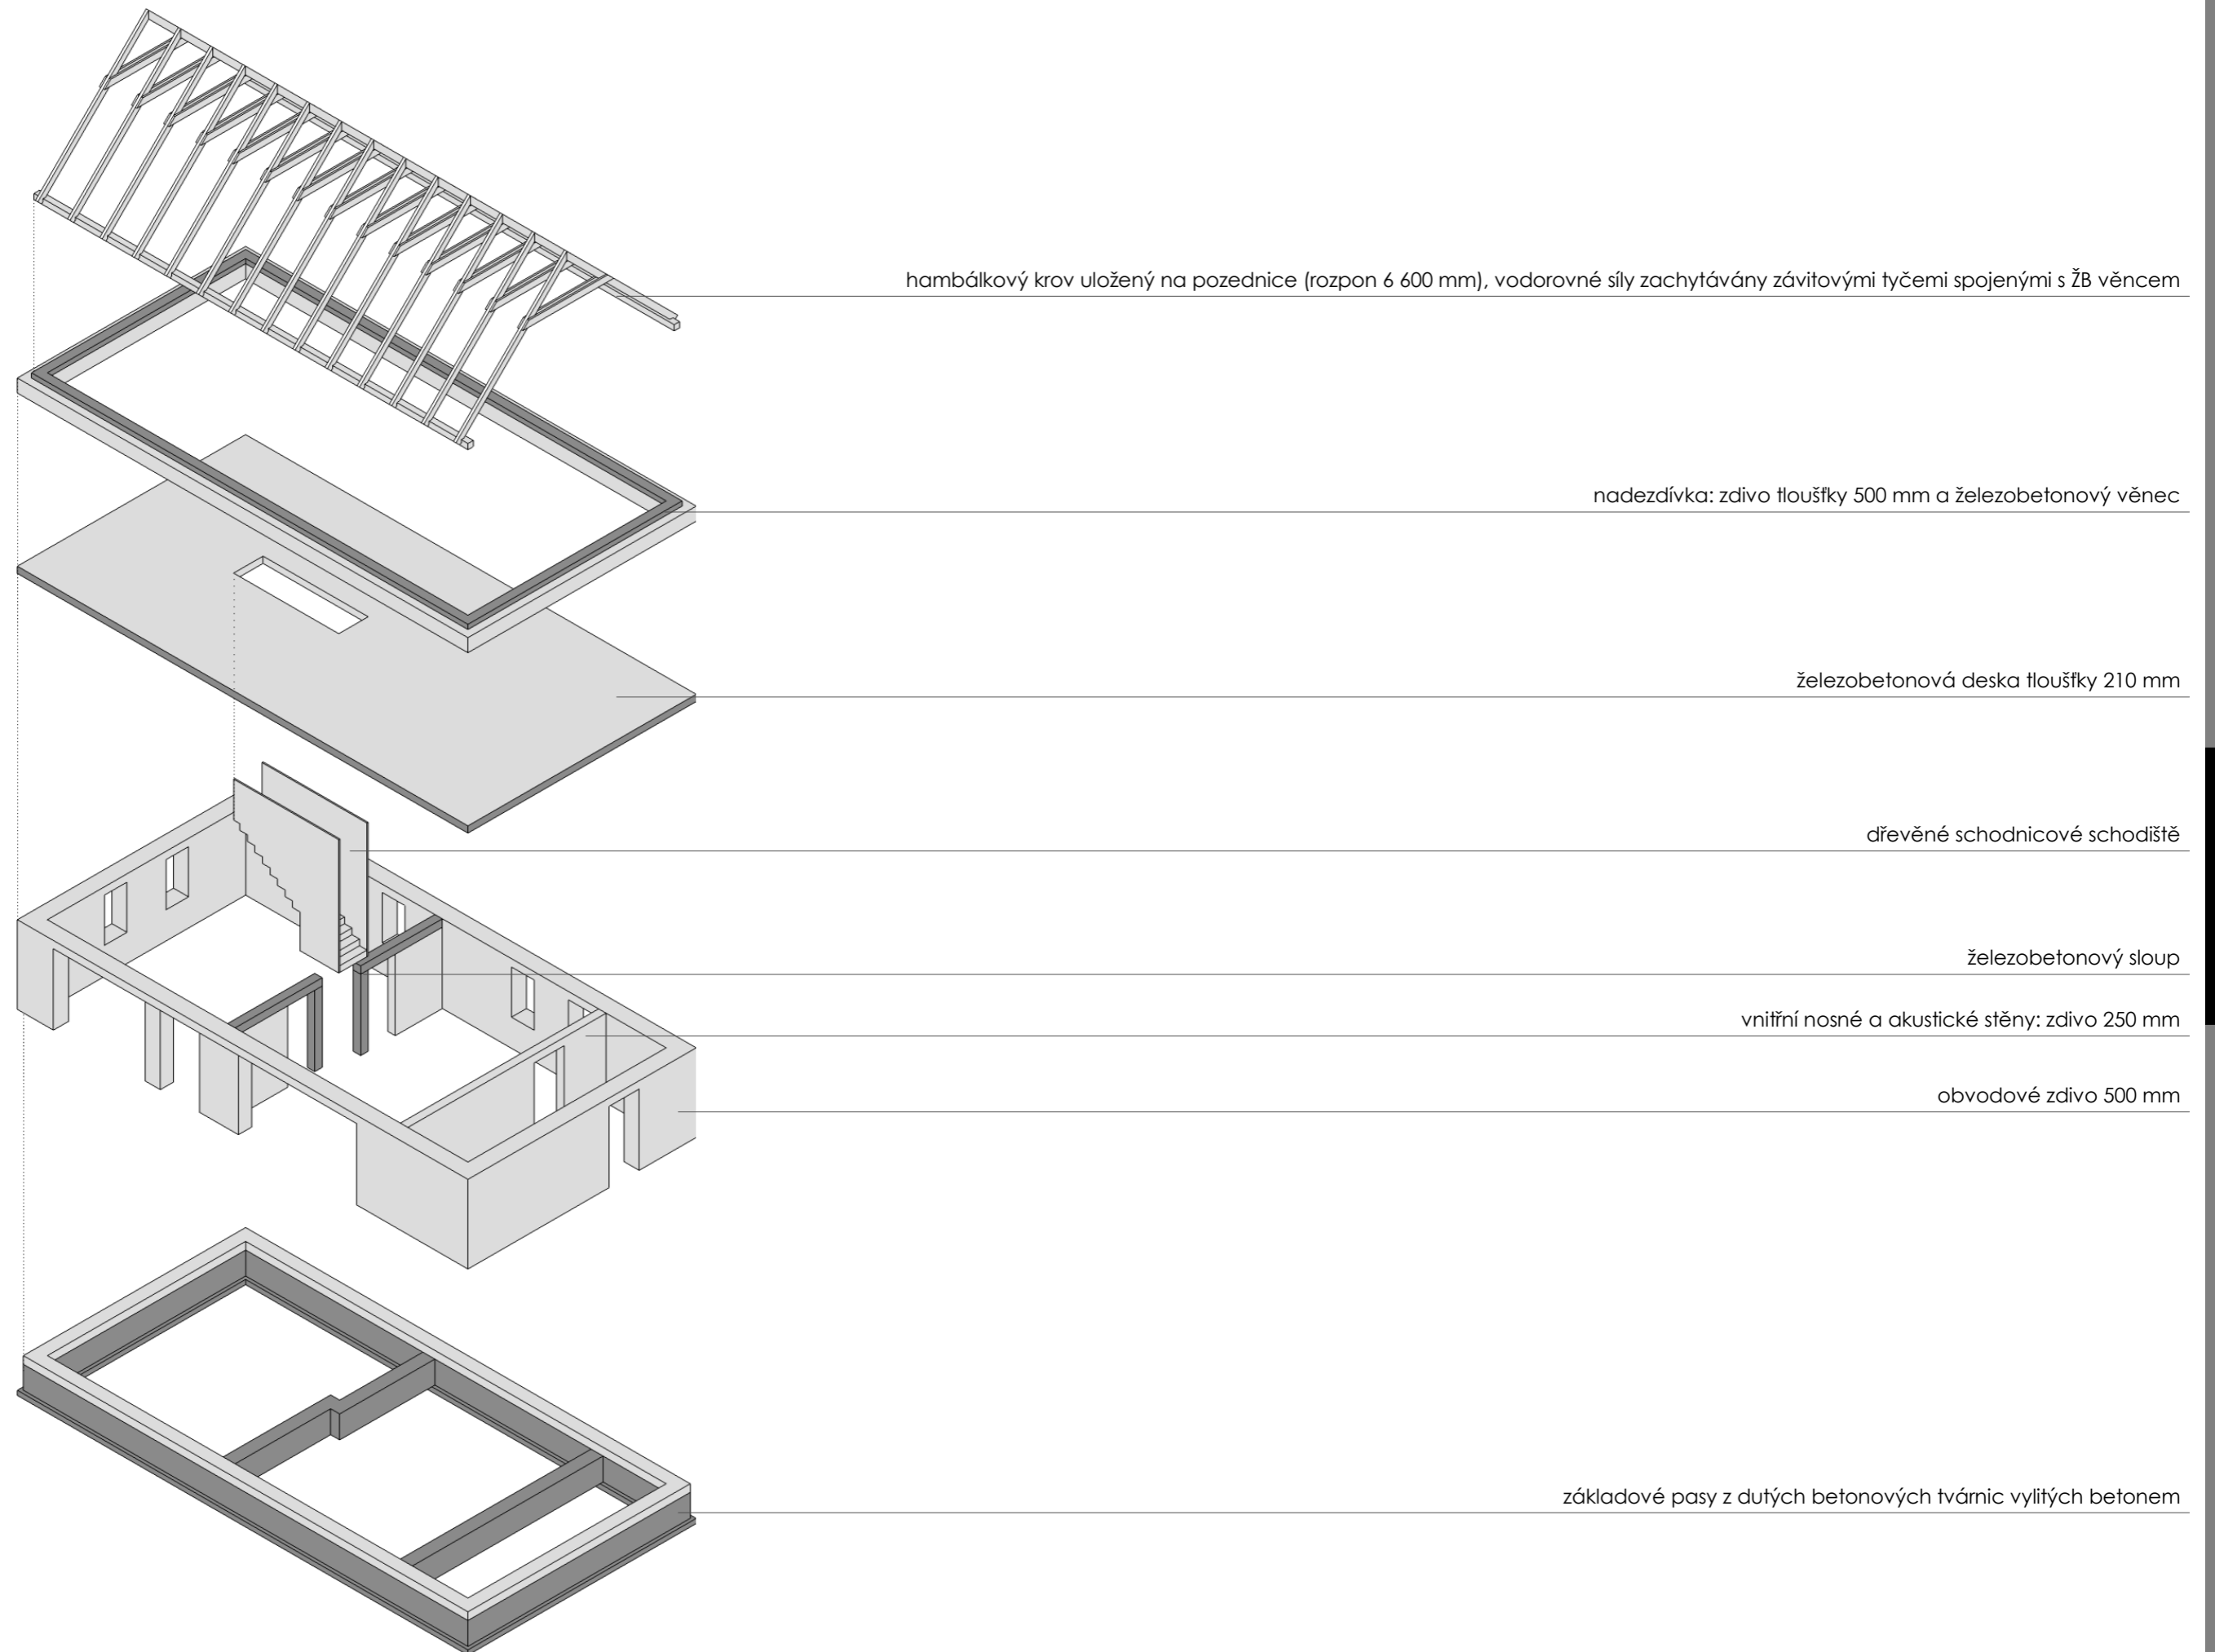 hambálkový krov uložený na pozednice (rozpon 6 600 mm), vodorovné síly zachytávány závitovými tyčemi spojenými s ŽB věncem
nadezdívka: zdivo tloušťky 500 mm a železobetonový věnec
železobetonová deska tloušťky 210 mm
dřevěné schodnicové schodiště
železobetonový sloup
vnitřní nosné a akustické stěny: zdivo 250 mm
obvodové zdivo 500 mm
základové pasy z dutých betonových tvárnic vylitých betonem